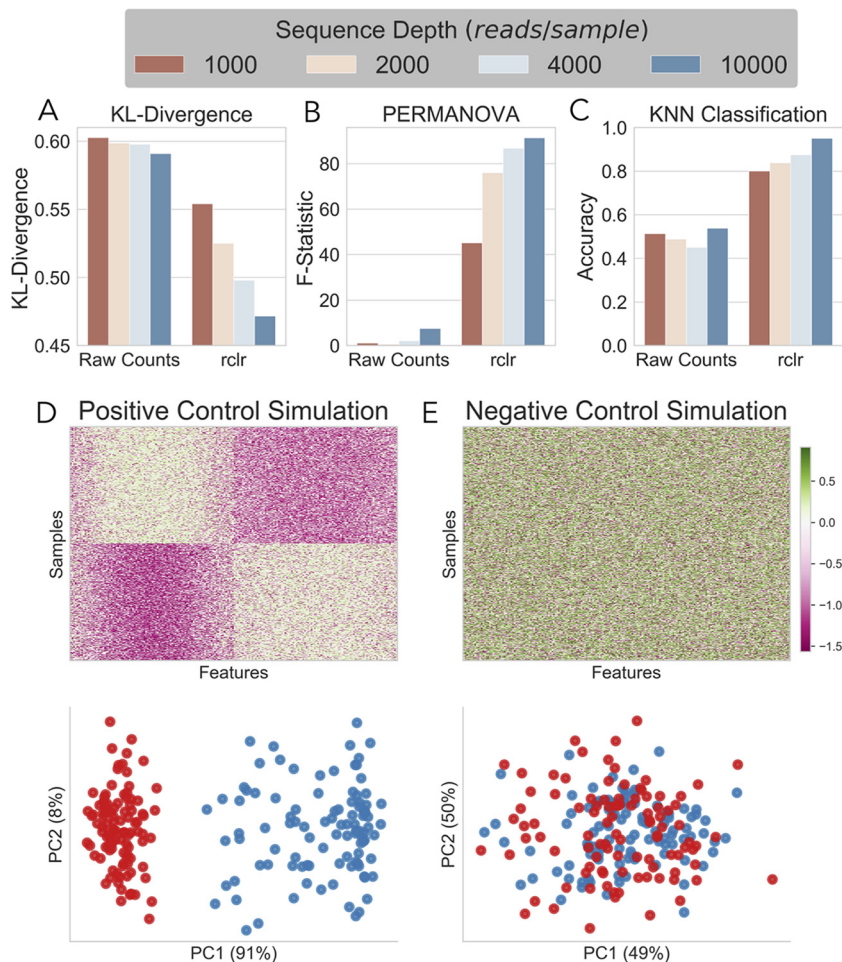 Sequence Depth (reads/sample)
1000 2000 4000 10000
A KL-Divergence
KL-Divergence
0.60
0.55
0.50
0.45
Raw Counts rclr
B PERMANOVA
F-Statistic
80
60
40
20
0
Raw Counts rclr
C KNN Classification
Accuracy
1.0
0.8
0.6
0.4
0.2
0.0
Raw Counts rclr
D Positive Control Simulation
Samples
Features
E Negative Control Simulation
Samples
Features
0.5
0.0
−0.5
−1.0
−1.5
PC2 (8%)
PC1 (91%)
PC2 (50%)
PC1 (49%)